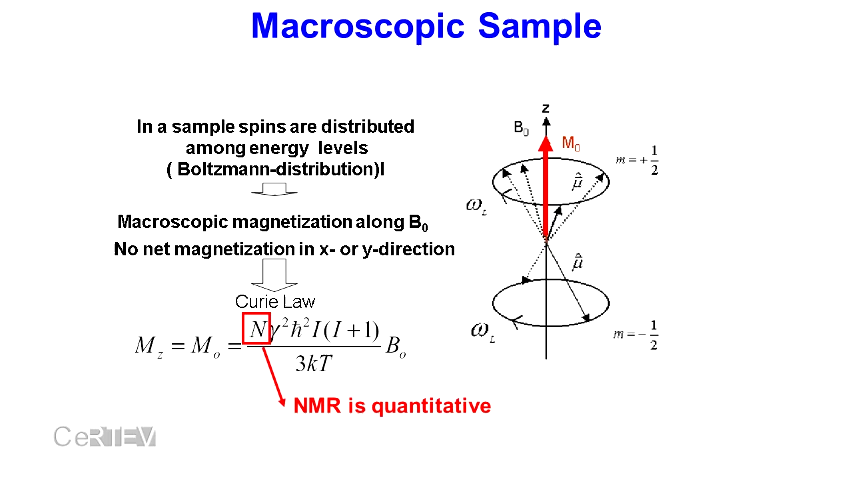 Macroscopic Sample
In a sample spins are distributed
among energy levels
( Boltzmann-distribution)l
Macroscopic magnetization along B₀
No net magnetization in x- or y-direction
Curie Law
M_z = M_o = \frac{Nγ²ħ²I(I+1)}{3kT} B_o
NMR is quantitative
z
B₀
M₀
m = + 1/2
μ̂
ω_L
μ̂
ω_L
m = − 1/2
CeRTEV